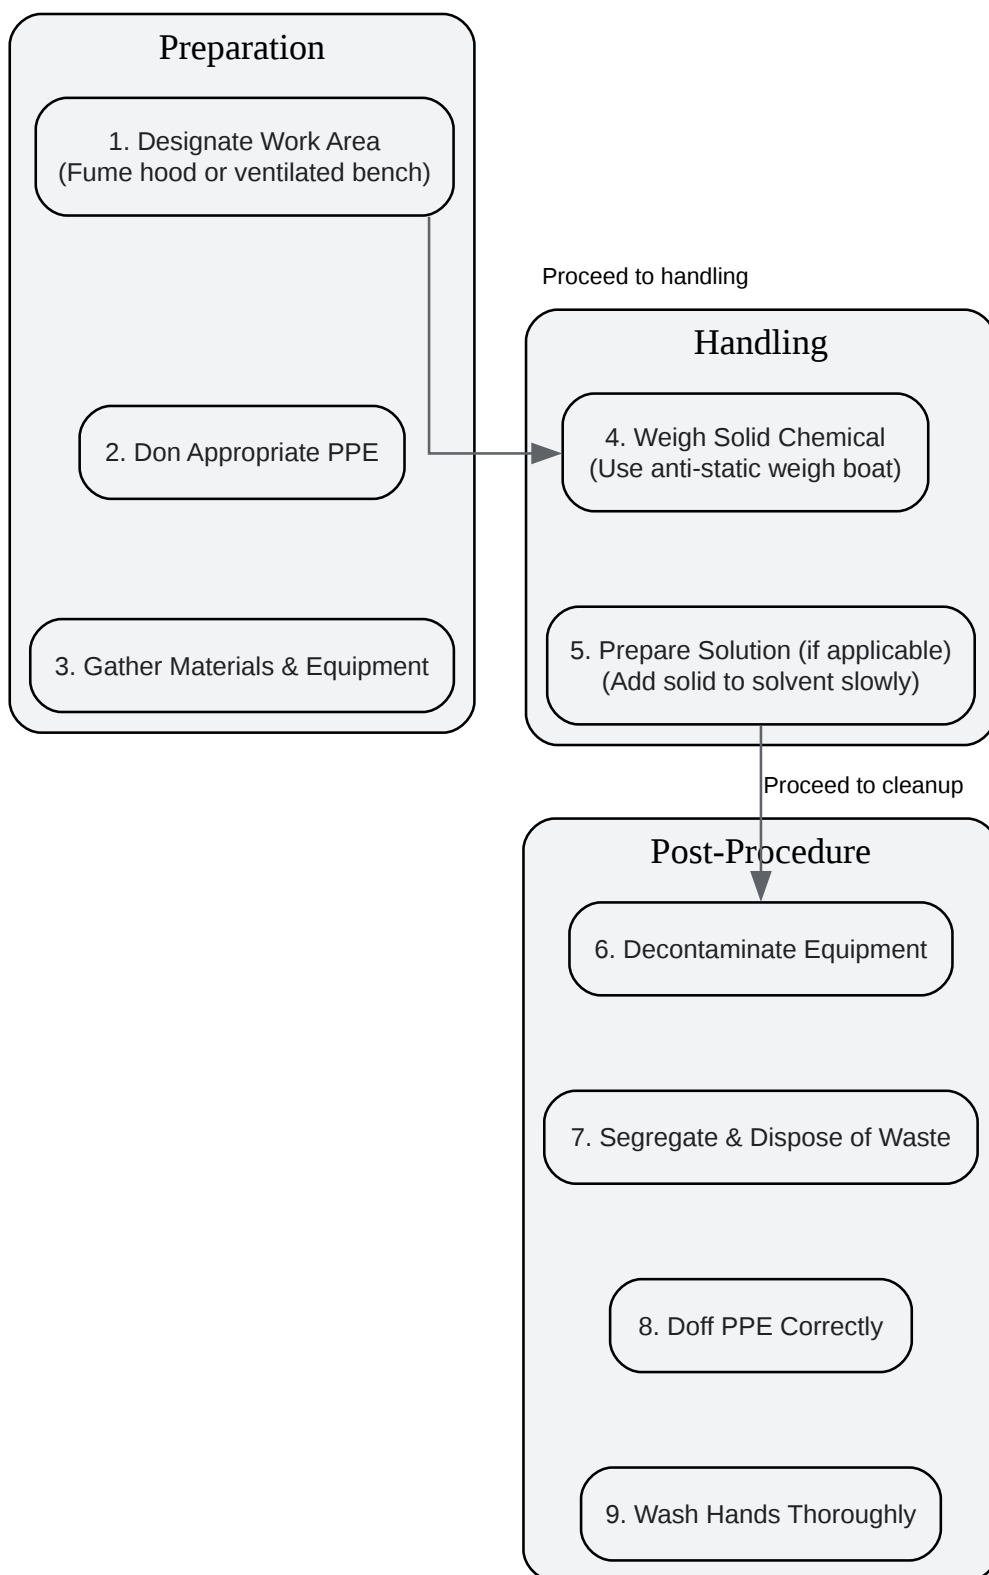 Preparation
1. Designate Work Area
(Fume hood or ventilated bench)
2. Don Appropriate PPE
3. Gather Materials & Equipment
Proceed to handling
Handling
4. Weigh Solid Chemical
(Use anti-static weigh boat)
5. Prepare Solution (if applicable)
(Add solid to solvent slowly)
Proceed to cleanup
Post-Procedure
6. Decontaminate Equipment
7. Segregate & Dispose of Waste
8. Doff PPE Correctly
9. Wash Hands Thoroughly